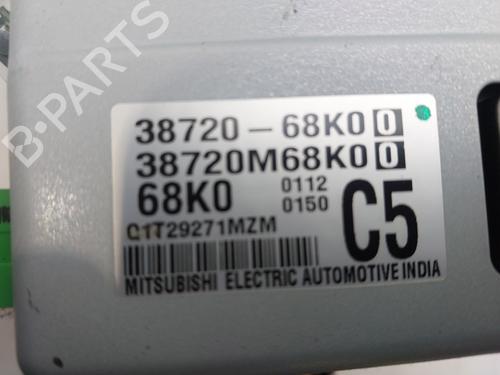 38720-68K00
38720M68K00
68K0 0112
0150
C5
Q1T29271MZM
MITSUBISHI ELECTRIC AUTOMOTIVE INDIA
B-PARTS